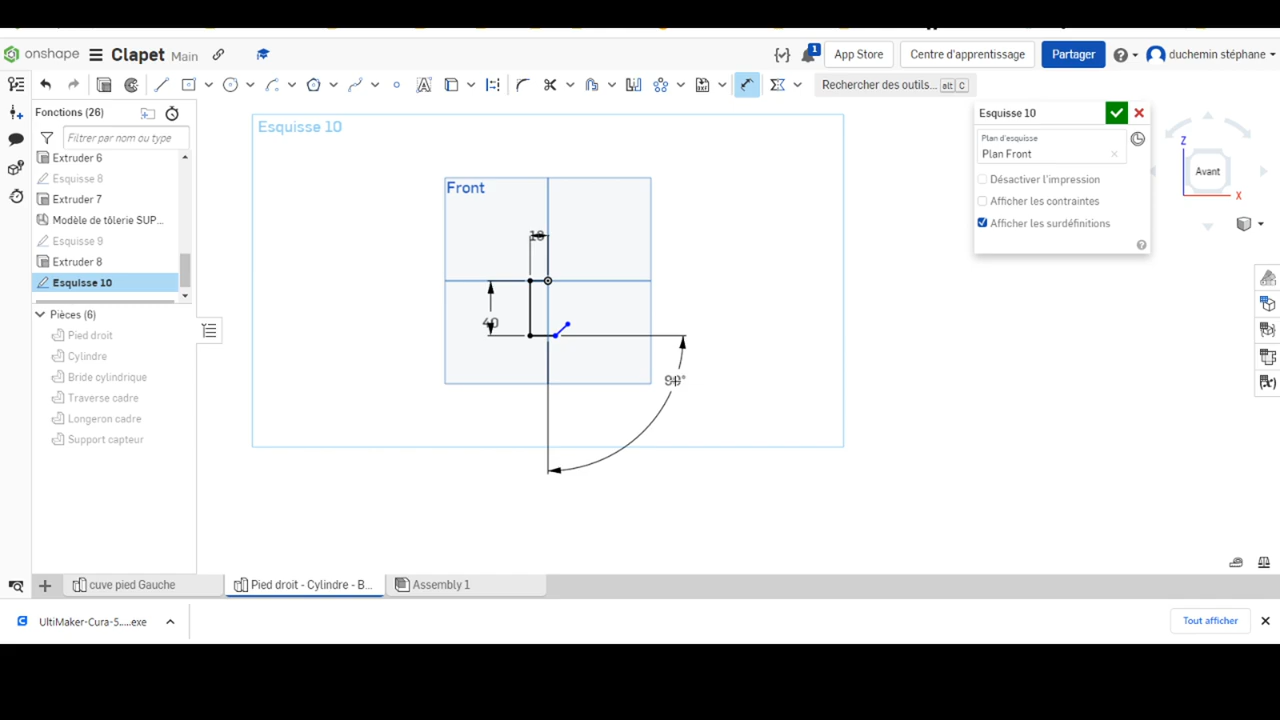 onshape Clapet Main 1 App Store Centre d'apprentissage Partager duchemin stéphane
Rechercher des outils... alt C
Fonctions (26)
Filtrer par nom ou type
Extruder 6
Esquisse 8
Extruder 7
Modèle de tôlerie SUP...
Esquisse 9
Extruder 8
Esquisse 10
Pièces (6)
Pied droit
Cylindre
Bride cylindrique
Traverse cadre
Longeron cadre
Support capteur
Esquisse 10
Front
40
90°
Esquisse 10
Plan d'esquisse
Plan Front
Désactiver l'impression
Afficher les contraintes
Afficher les surdéfinitions
Z
Avant
X
cuve pied Gauche
Pied droit - Cylindre - B...
Assembly 1
UltiMaker-Cura-5.....exe
Tout afficher